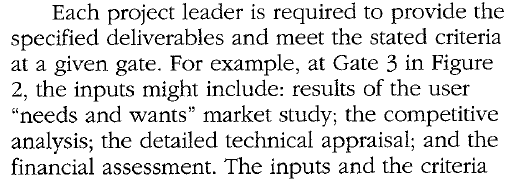 Each project leader is required to provide the
specified deliverables and meet the stated criteria
at a given gate. For example, at Gate 3 in Figure
2, the inputs might include: results of the user
“needs and wants” market study; the competitive
analysis; the detailed technical appraisal; and the
financial assessment. The inputs and the criteria